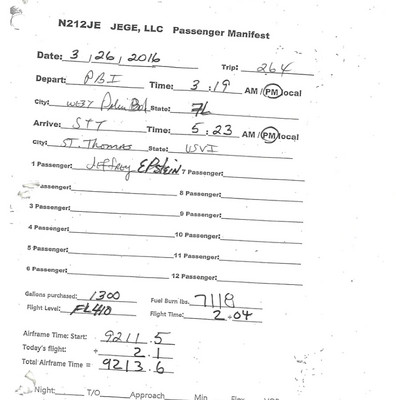 N212JE JEGE, LLC Passenger Manifest
Date: 3, 26, 2016 Trip: 264
Depart: PBI Time: 3 : 19 AM / PM local
City: West Palm Bch State:
Arrive: STT Time: 5 : 23 AM / PM local
City: ST. Thomas State: USVI
1 Passenger: Jeffrey EPSTEIN 7 Passenger:
Passenger: 8 Passenger:
3 Passenger: 9 Passenger:
4 Passenger: 10 Passenger:
5 Passenger: 11 Passenger:
6 Passenger: 12 Passenger:
Gallons purchased: 1300 Fuel Burn lbs. 7118
Flight Level: FL410 Flight Time: 2 + 04
Airframe Time: Start: 9211.5
Today's flight: + 2.1
Total Airframe Time = 9213.6
Night: T/O Approach Min Flex